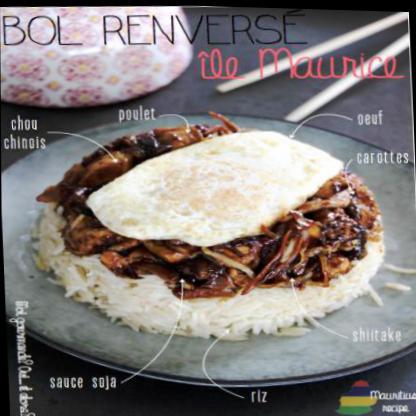 BOL RENVERSÉ
île Maurice
poulet
oeuf
chou
chinois
carottes
shiitake
sauce soja
riz
Mauritius
recipe